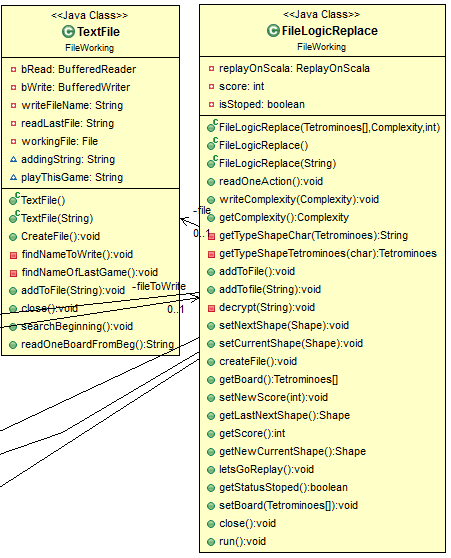 <<Java Class>>
TextFile
FileWorking
bRead: BufferedReader
bWrite: BufferedWriter
writeFileName: String
readLastFile: String
workingFile: File
addingString: String
playThisGame: String
TextFile()
TextFile(String)
CreateFile():void
findNameToWrite():void
findNameOfLastGame():void
addToFile(String):void
close():void
searchBeginning():void
readOneBoardFromBeg():String
-file
0..1
-fileToWrite
0..1
<<Java Class>>
FileLogicReplace
FileWorking
replayOnScala: ReplayOnScala
score: int
isStoped: boolean
FileLogicReplace(Tetrominoes[],Complexity,int)
FileLogicReplace()
FileLogicReplace(String)
readOneAction():void
writeComplexity(Complexity):void
getComplexity():Complexity
getTypeShapeChar(Tetrominoes):String
getTypeShapeTetrominoes(char):Tetrominoes
addToFile():void
addTofile(String):void
decrypt(String):void
setNextShape(Shape):void
setCurrentShape(Shape):void
createFile():void
getBoard():Tetrominoes[]
setNewScore(int):void
getLastNextShape():Shape
getScore():int
getNewCurrentShape():Shape
letsGoReplay():void
getStatusStoped():boolean
setBoard(Tetrominoes[]):void
close():void
run():void